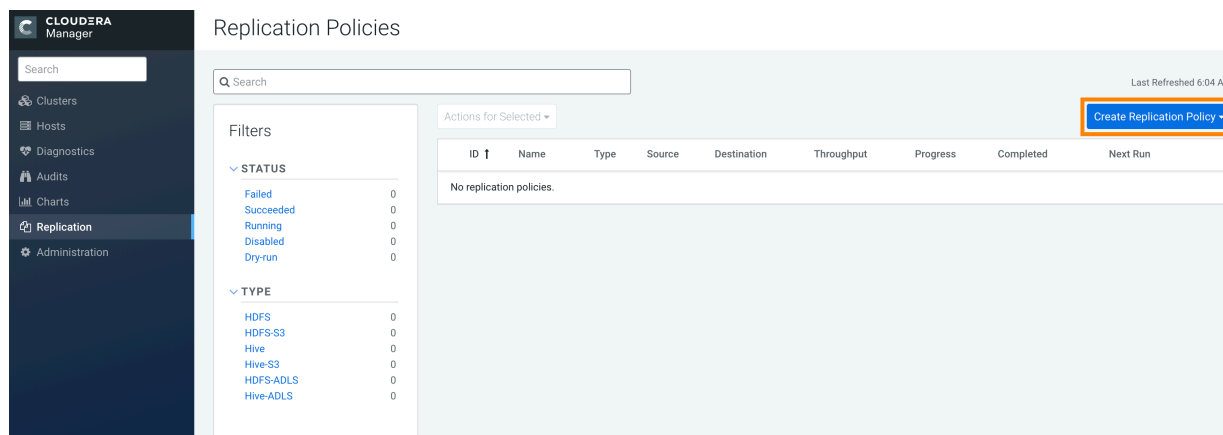 CLOUDERA
Manager
Replication Policies
Search
Clusters
Hosts
Diagnostics
Audits
Charts
Replication
Administration
Search
Last Refreshed 6:04 A
Filters
STATUS
Failed 0
Succeeded 0
Running 0
Disabled 0
Dry-run 0
TYPE
HDFS 0
HDFS-S3 0
Hive 0
Hive-S3 0
HDFS-ADLS 0
Hive-ADLS 0
Actions for Selected
Create Replication Policy
ID Name Type Source Destination Throughput Progress Completed Next Run
No replication policies.